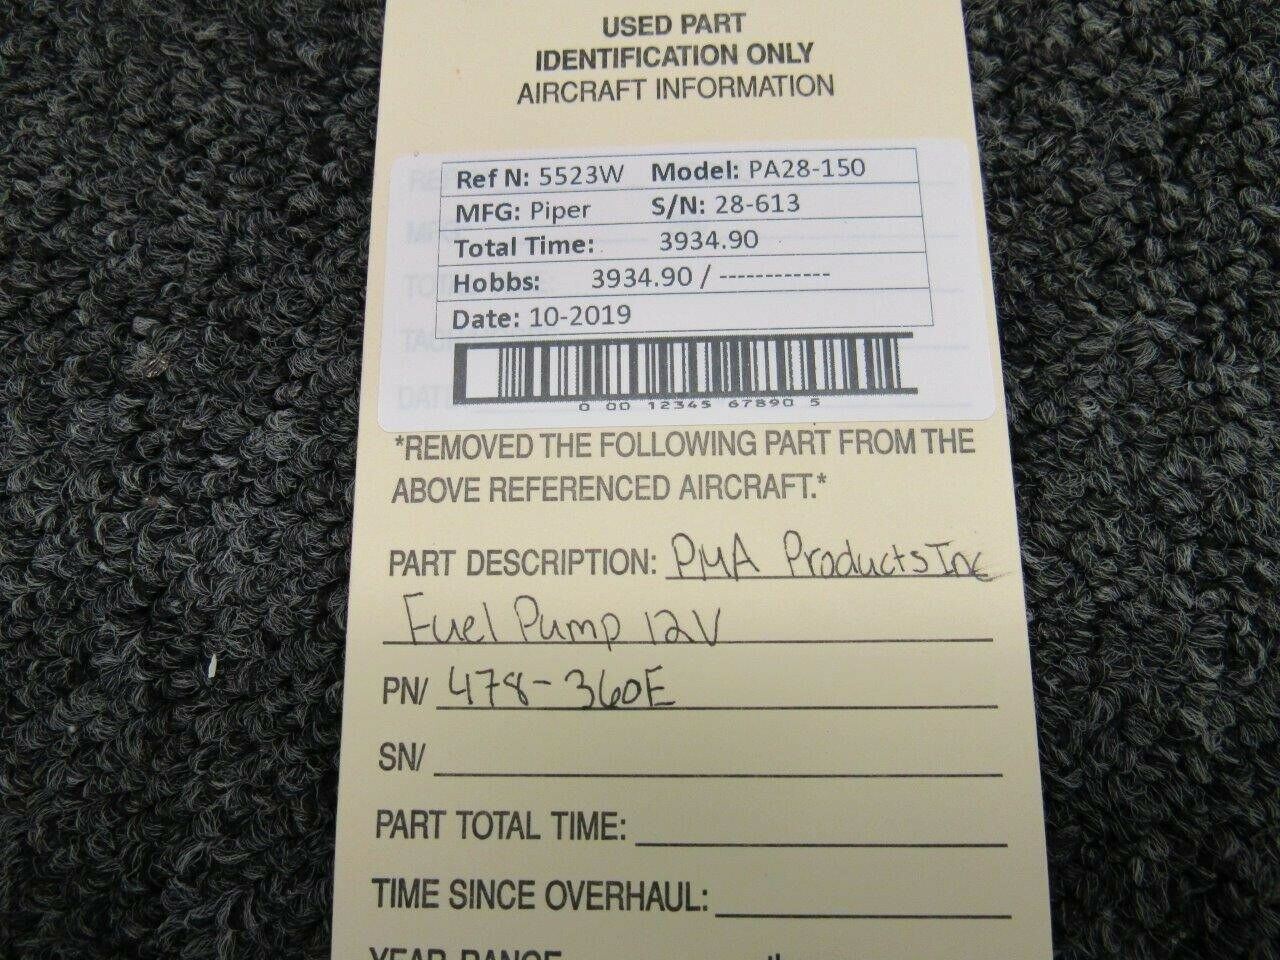 USED PART
IDENTIFICATION ONLY
AIRCRAFT INFORMATION
Ref N: 5523W Model: PA28-150
MFG: Piper S/N: 28-613
Total Time: 3934.90
Hobbs: 3934.90 / ------------
Date: 10-2019
0 00 12345 67890 5
*REMOVED THE FOLLOWING PART FROM THE
ABOVE REFERENCED AIRCRAFT.*
PART DESCRIPTION: PMA Products Inc
Fuel Pump 12V
PN/ 478-360E
SN/
PART TOTAL TIME:
TIME SINCE OVERHAUL:
YEAR RANGE